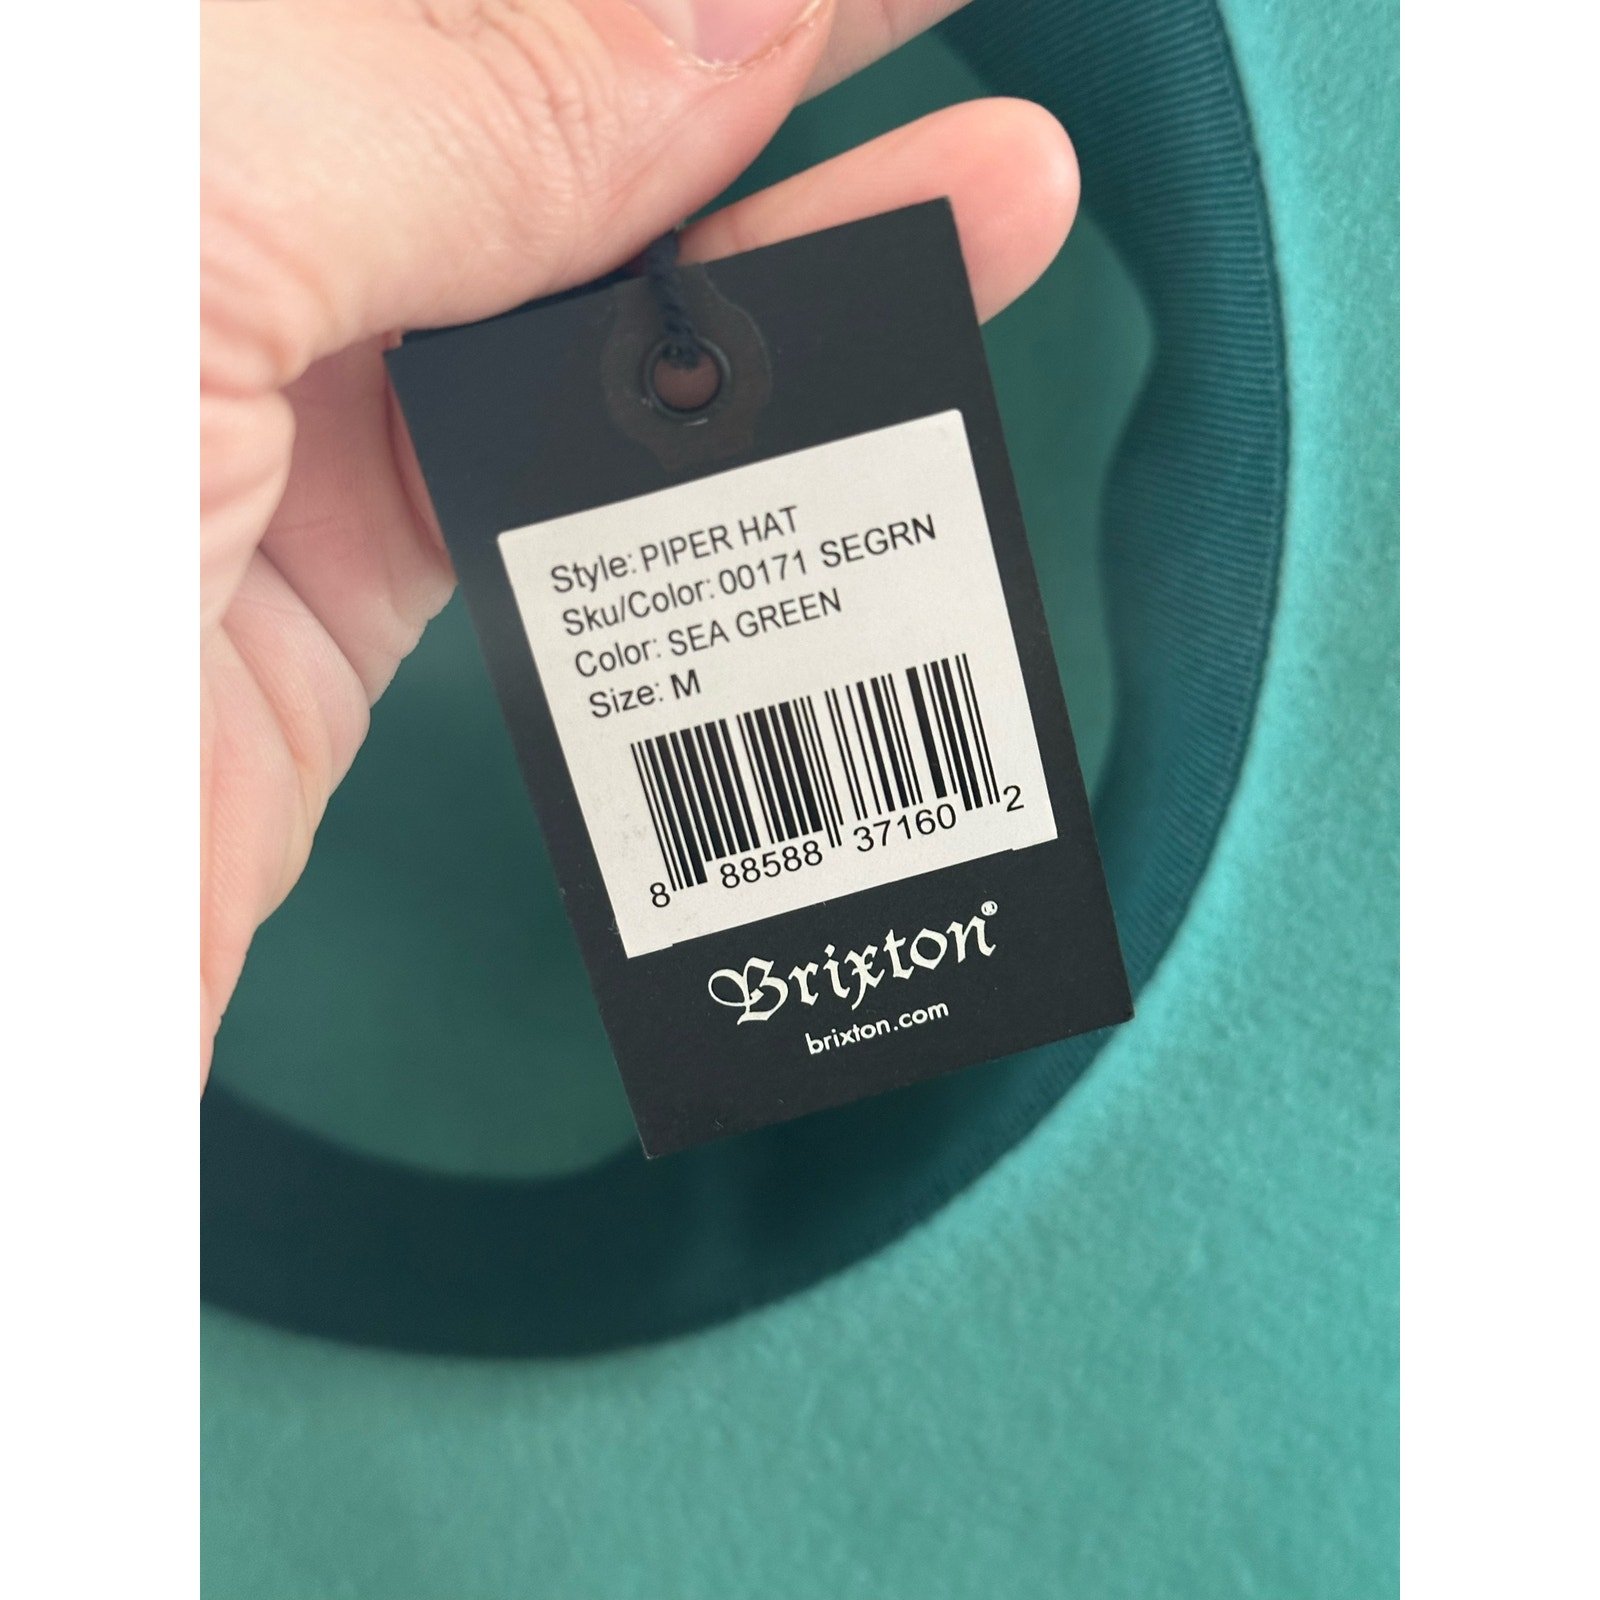 Style: PIPER HAT
Sku/Color: 00171 SEGRN
Color: SEA GREEN
Size: M
8 88588 37160 2
Brixton®
brixton.com